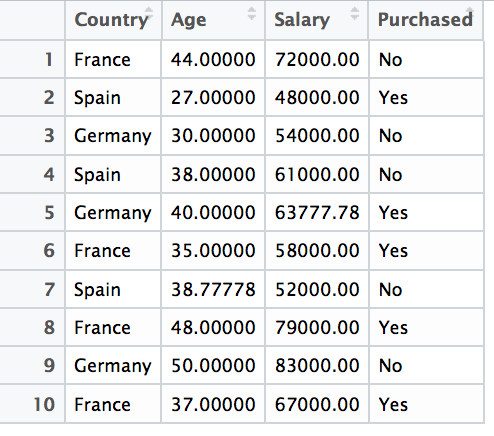 Country Age Salary Purchased
1 France 44.00000 72000.00 No
2 Spain 27.00000 48000.00 Yes
3 Germany 30.00000 54000.00 No
4 Spain 38.00000 61000.00 No
5 Germany 40.00000 63777.78 Yes
6 France 35.00000 58000.00 Yes
7 Spain 38.77778 52000.00 No
8 France 48.00000 79000.00 Yes
9 Germany 50.00000 83000.00 No
10 France 37.00000 67000.00 Yes